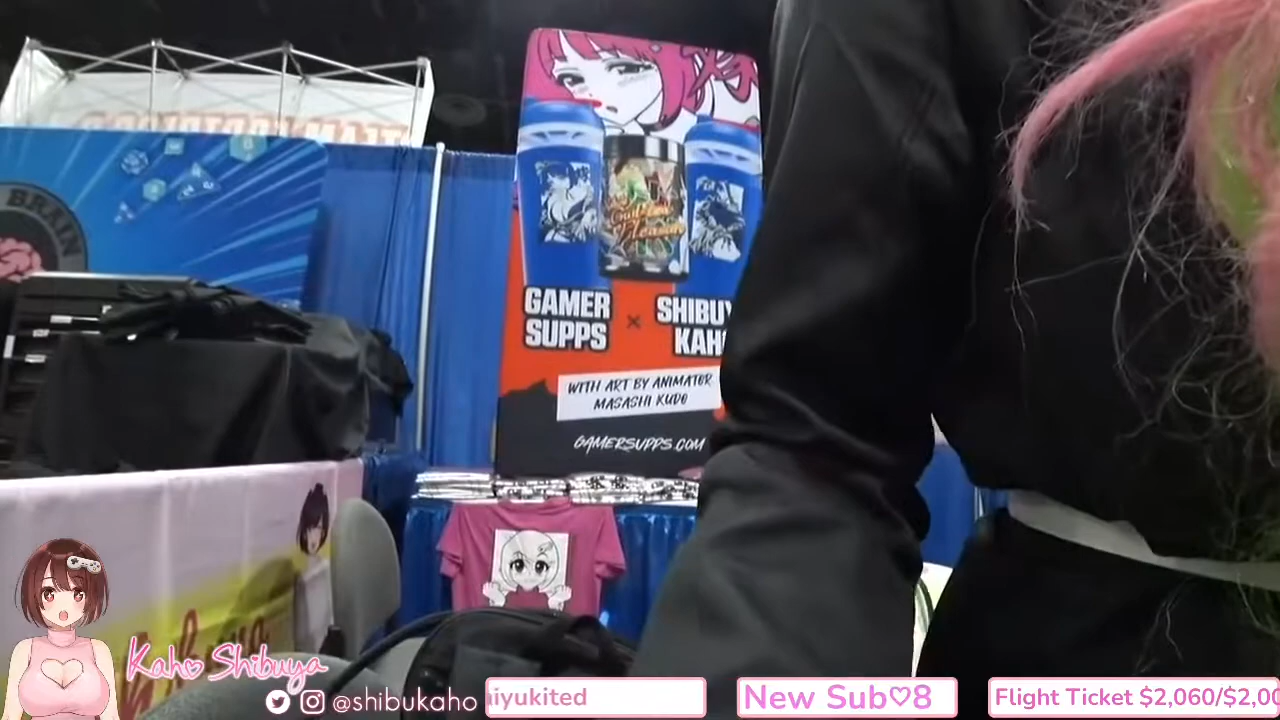 BRAIN
GAMER
SUPPS
×
SHIBUY
KAH
WITH ART BY ANIMATOR
MASASHI KUDO
GAMERSUPPS.COM
Kaho Shibuya
@shibukaho
iyukited
New Sub♡8
Flight Ticket $2,060/$2,00